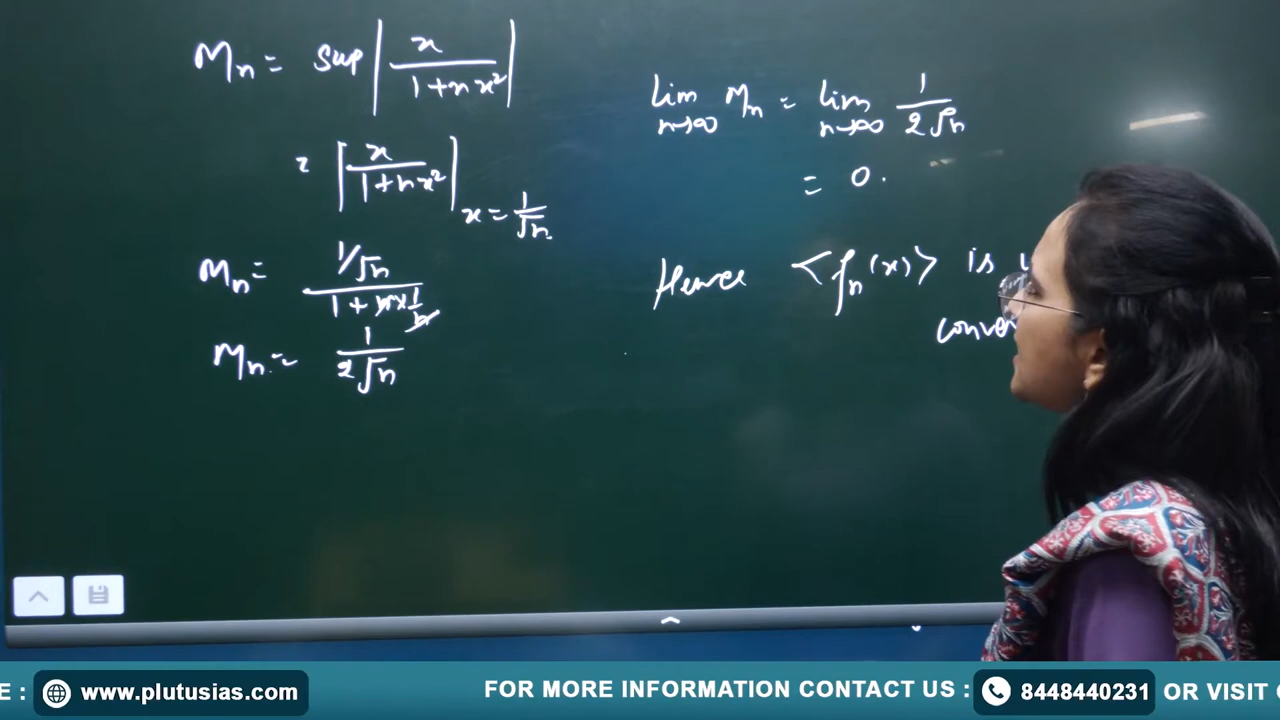 Mn = sup | x / 1+nx² |
= | x / 1+nx² | x = 1/√n
Mn = 1/√n / 1 + n×1/n
Mn = 1 / 2√n
lim n→∞ Mn = lim n→∞ 1 / 2√n
= 0.
Hence <fn(x)> is
E : www.plutusias.com FOR MORE INFORMATION CONTACT US : 8448440231 OR VISIT